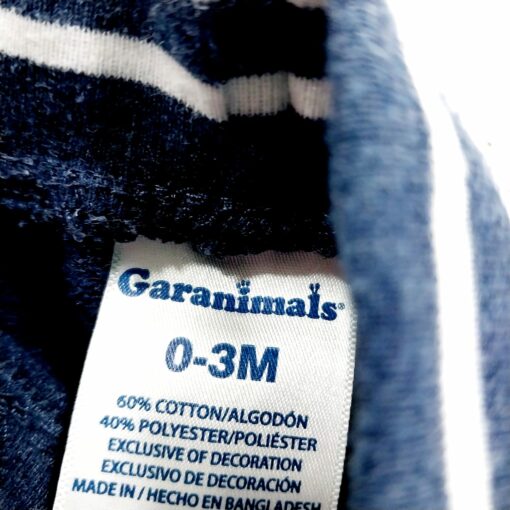 Garanimals®
0-3M
60% COTTON/ALGODÓN
40% POLYESTER/POLIÉSTER
EXCLUSIVE OF DECORATION
EXCLUSIVO DE DECORACIÓN
MADE IN / HECHO EN BANGLADESH